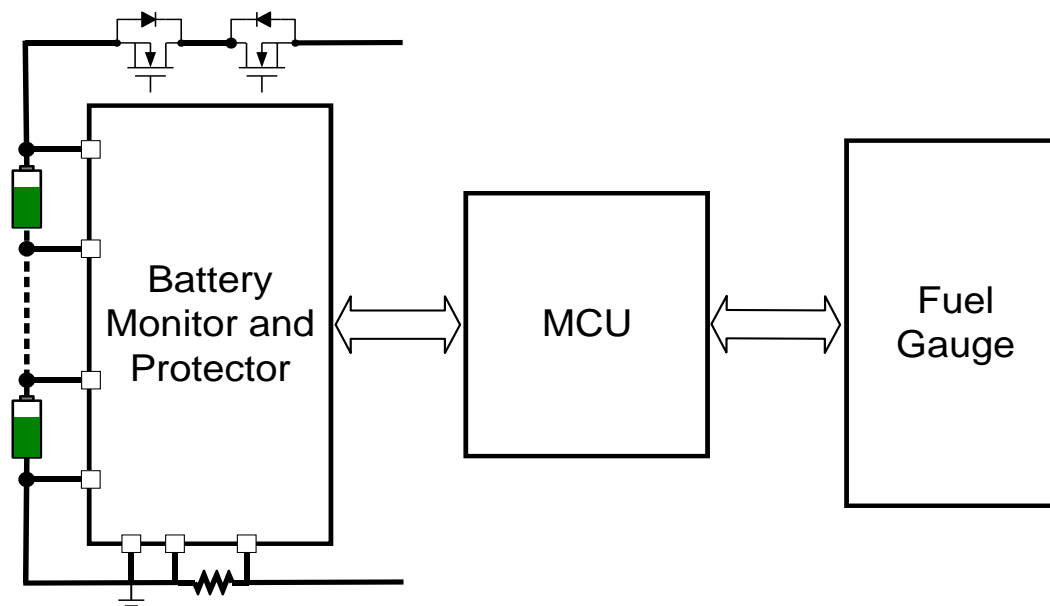 Battery
Monitor and
Protector
MCU
Fuel
Gauge